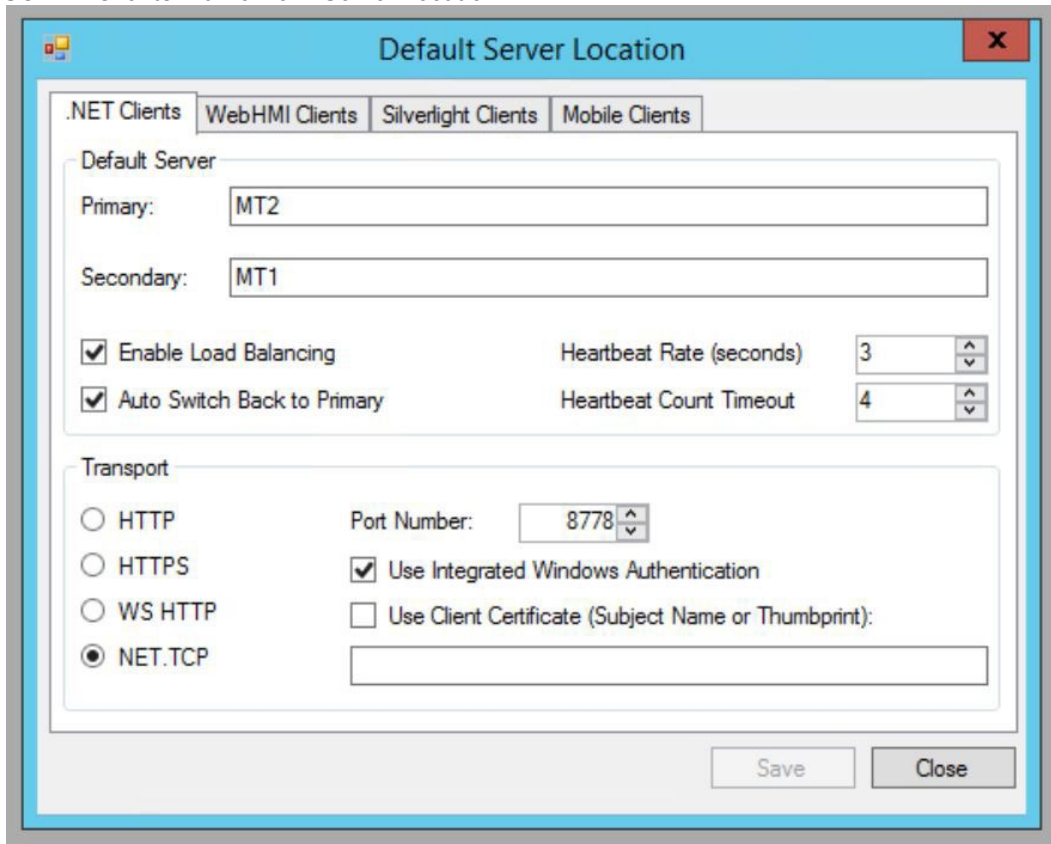 Default Server Location
x
.NET Clients WebHMI Clients Silverlight Clients Mobile Clients
Default Server
Primary: MT2
Secondary: MT1
Enable Load Balancing Heartbeat Rate (seconds) 3
Auto Switch Back to Primary Heartbeat Count Timeout 4
Transport
HTTP Port Number: 8778
HTTPS Use Integrated Windows Authentication
WS HTTP Use Client Certificate (Subject Name or Thumbprint):
NET.TCP
Save Close